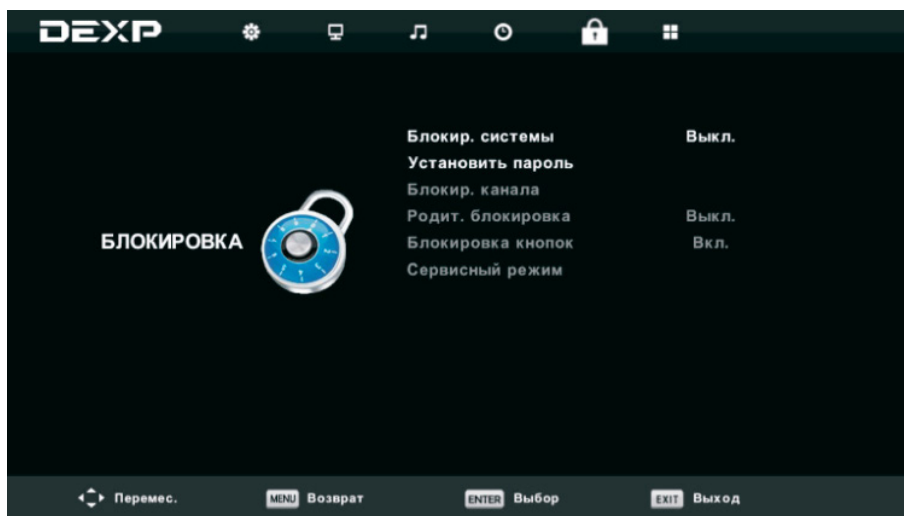 DEXP
Блокир. системы Выкл.
Установить пароль
Блокир. канала
Родит. блокировка Выкл.
БЛОКИРОВКА
Блокировка кнопок Вкл.
Сервисный режим
Перемес. MENU Возврат ENTER Выбор EXIT Выход